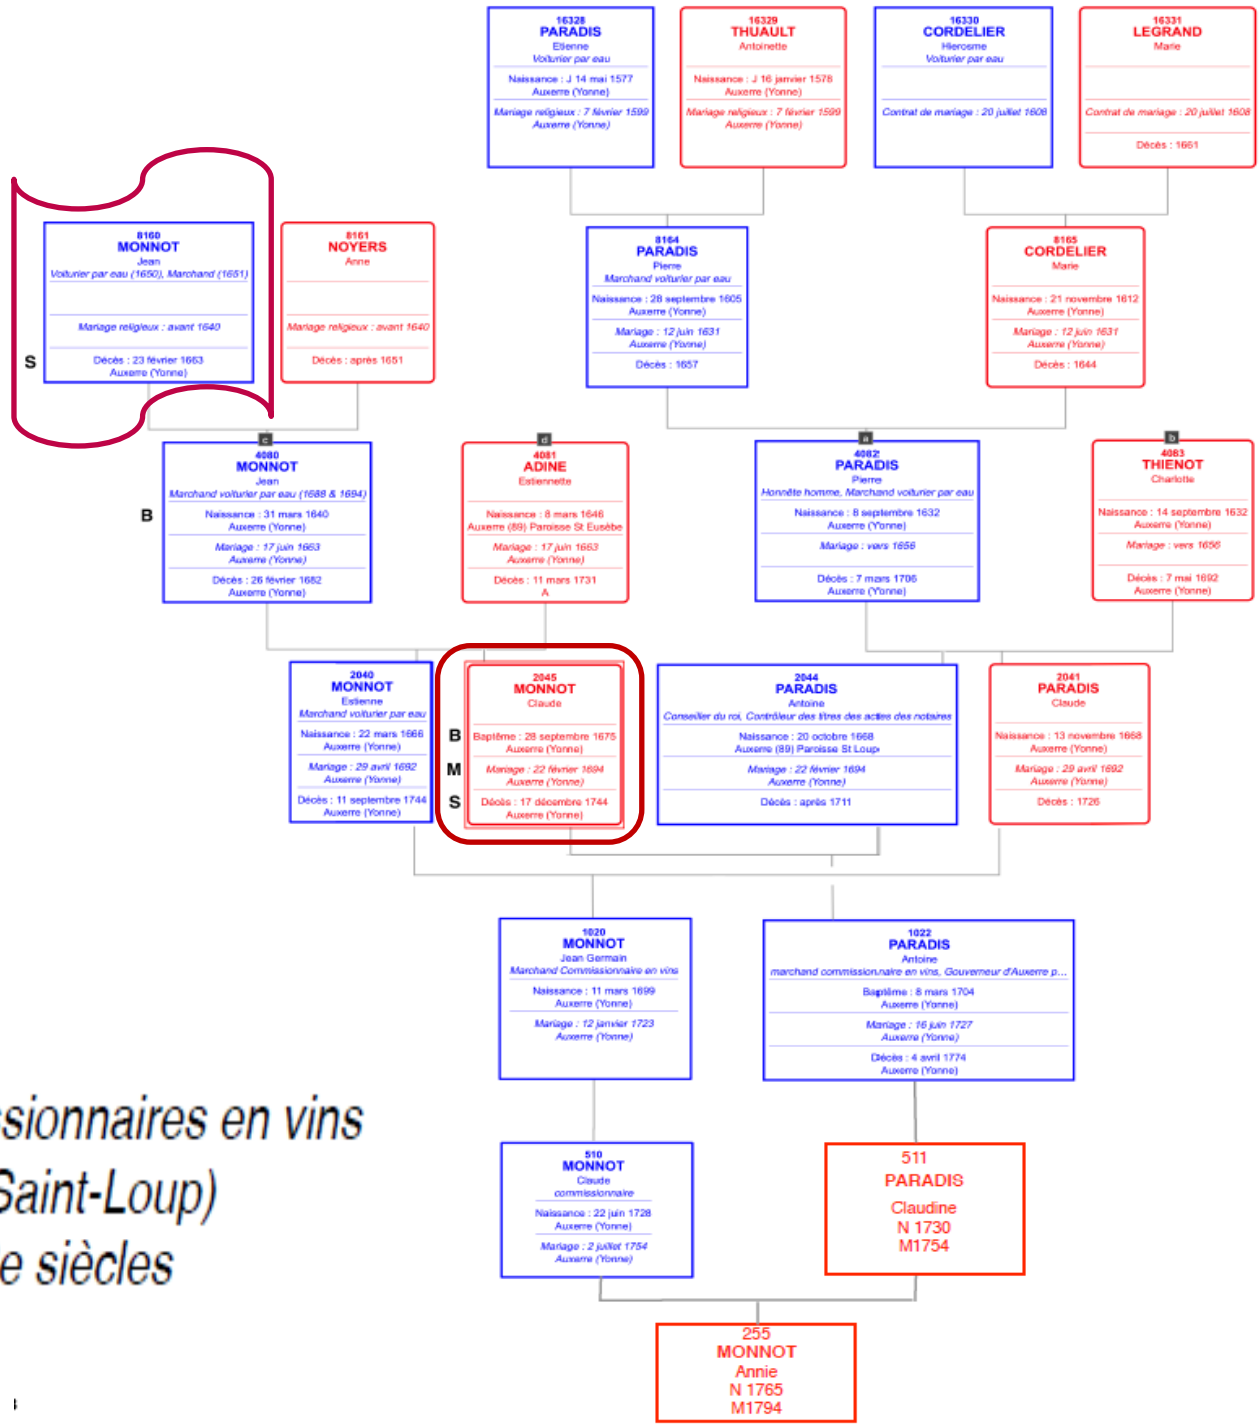 16328
PARADIS
Etienne
Voiturier par eau
Naissance : J 14 mai 1577
Auxerre (Yonne)
Mariage religieux : 7 février 1599
Auxerre (Yonne)
16329
THUAULT
Antoinette
Naissance : J 16 janvier 1578
Auxerre (Yonne)
Mariage religieux : 7 février 1599
Auxerre (Yonne)
16330
CORDELIER
Hierosme
Voiturier par eau
Contrat de mariage : 20 juillet 1608
16331
LEGRAND
Marie
Contrat de mariage : 20 juillet 1608
Décès : 1661
8160
MONNOT
Jean
Voiturier par eau (1650), Marchand (1651)
Mariage religieux : avant 1640
S
Décès : 23 février 1663
Auxerre (Yonne)
8161
NOYERS
Anne
Mariage religieux : avant 1640
Décès : après 1651
8164
PARADIS
Pierre
Marchand voiturier par eau
Naissance : 28 septembre 1605
Auxerre (Yonne)
Mariage : 12 juin 1631
Auxerre (Yonne)
Décès : 1657
8165
CORDELIER
Marie
Naissance : 21 novembre 1612
Auxerre (Yonne)
Mariage : 12 juin 1631
Auxerre (Yonne)
Décès : 1644
c
4080
MONNOT
Jean
Marchand voiturier par eau (1688 & 1694)
B
Naissance : 31 mars 1640
Auxerre (Yonne)
Mariage : 17 juin 1663
Auxerre (Yonne)
Décès : 26 février 1682
Auxerre (Yonne)
d
4081
ADINE
Estiennette
Naissance : 8 mars 1646
Auxerre (89) Paroisse St Eusèbe
Mariage : 17 juin 1663
Auxerre (Yonne)
Décès : 11 mars 1731
A
a
4082
PARADIS
Pierre
Honnête homme, Marchand voiturier par eau
Naissance : 8 septembre 1632
Auxerre (Yonne)
Mariage : vers 1656
Décès : 7 mars 1706
Auxerre (Yonne)
b
4083
THIENOT
Charlotte
Naissance : 14 septembre 1632
Auxerre (Yonne)
Mariage : vers 1656
Décès : 7 mai 1692
Auxerre (Yonne)
2040
MONNOT
Estienne
Marchand voiturier par eau
Naissance : 22 mars 1666
Auxerre (Yonne)
Mariage : 29 avril 1692
Auxerre (Yonne)
Décès : 11 septembre 1744
Auxerre (Yonne)
2045
MONNOT
Claude
B
Baptême : 28 septembre 1675
Auxerre (Yonne)
M
Mariage : 22 février 1694
Auxerre (Yonne)
S
Décès : 17 décembre 1744
Auxerre (Yonne)
2044
PARADIS
Antoine
Conseiller du roi, Contrôleur des titres des acties des notaires
Naissance : 20 octobre 1668
Auxerre (89) Paroisse St Loup
Mariage : 22 février 1694
Décès : après 1711
2041
PARADIS
Claude
Naissance : 13 novembre 1668
Auxerre (Yonne)
Mariage : 29 avril 1692
Auxerre (Yonne)
Décès : 1726
1020
MONNOT
Jean Germain
Marchand Commissionnaire en vins
Naissance : 11 mars 1699
Auxerre (Yonne)
Mariage : 12 janvier 1723
Auxerre (Yonne)
1022
PARADIS
Antoine
marchand commissionnaire en vins, Gouverneur d'Auxerre p...
Baptême : 8 mars 1704
Auxerre (Yonne)
Mariage : 16 juin 1727
Auxerre (Yonne)
Décès : 4 avril 1774
Auxerre (Yonne)
ssionnaires en vins
Saint-Loup)
e siècles
510
MONNOT
Claude
commissionnaire
Naissance : 22 juin 1728
Auxerre (Yonne)
Mariage : 2 juillet 1754
Auxerre (Yonne)
511
PARADIS
Claudine
N 1730
M1754
255
MONNOT
Annie
N 1765
M1794